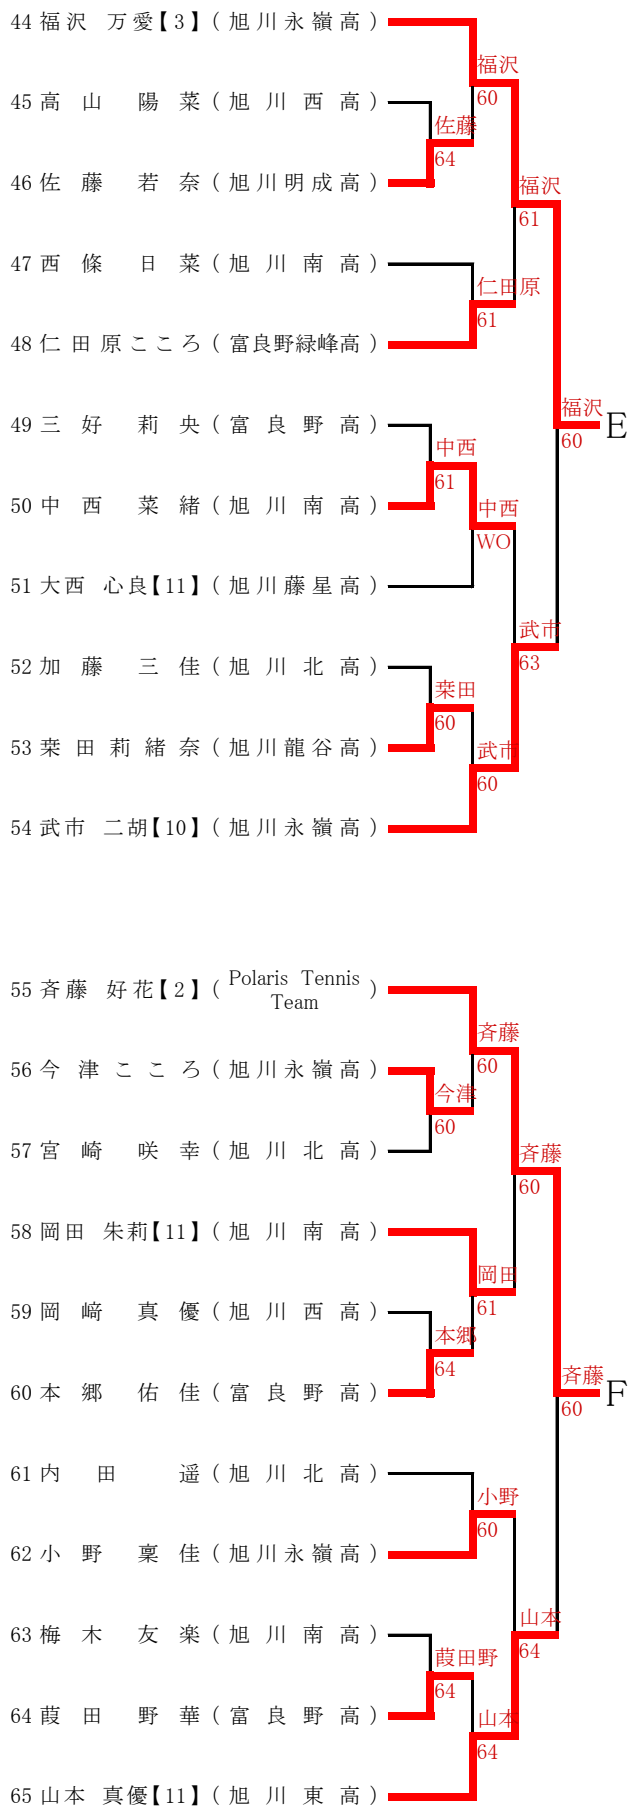 44 福沢 万愛【3】(旭川永嶺高)
福沢
60
45 高山 陽菜(旭川西高)
佐藤
64
46 佐藤 若奈(旭川明成高)
福沢
61
47 西條 日菜(旭川南高)
仁田原
61
48 仁田原こころ(富良野緑峰高)
福沢
60
E
49 三好 莉央(富良野高)
中西
61
50 中西 菜緒(旭川南高)
中西
WO
51 大西 心良【11】(旭川藤星高)
武市
63
52 加藤 三佳(旭川北高)
桒田
60
53 桒田莉緒奈(旭川龍谷高)
武市
60
54 武市 二胡【10】(旭川永嶺高)
55 斉藤 好花【2】(Polaris Tennis Team)
斉藤
60
56 今津こころ(旭川永嶺高)
今津
60
57 宮崎 咲幸(旭川北高)
斉藤
60
58 岡田 朱莉【11】(旭川南高)
岡田
61
59 岡﨑 真優(旭川西高)
本郷
64
60 本郷 佑佳(富良野高)
斉藤
60
F
61 内田 遥(旭川北高)
小野
60
62 小野 稟佳(旭川永嶺高)
山本
64
63 梅木 友楽(旭川南高)
葭田野
64
64 葭田野華(富良野高)
山本
64
65 山本 真優【11】(旭川東高)